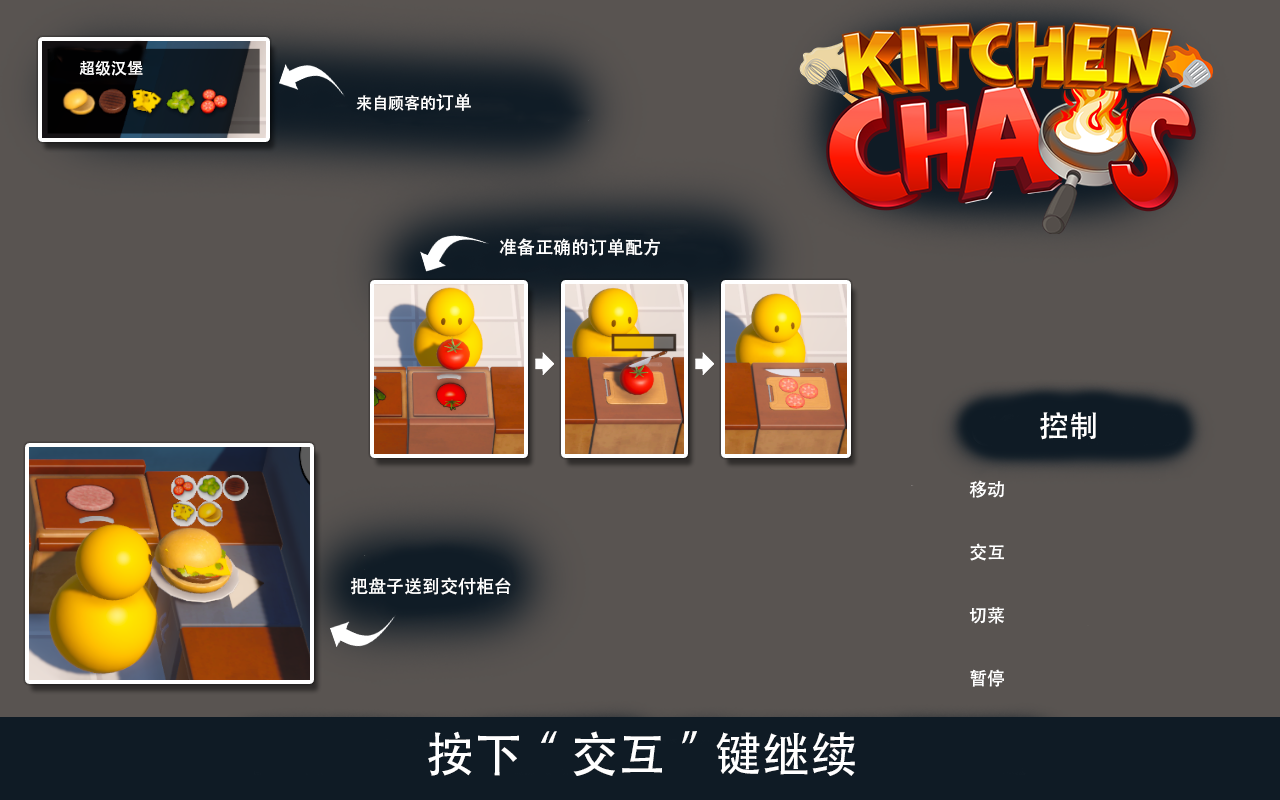 超级汉堡
来自顾客的订单
KITCHEN
CHAOS
准备正确的订单配方
把盘子送到交付柜台
控制
移动
交互
切菜
暂停
按下“交互”键继续